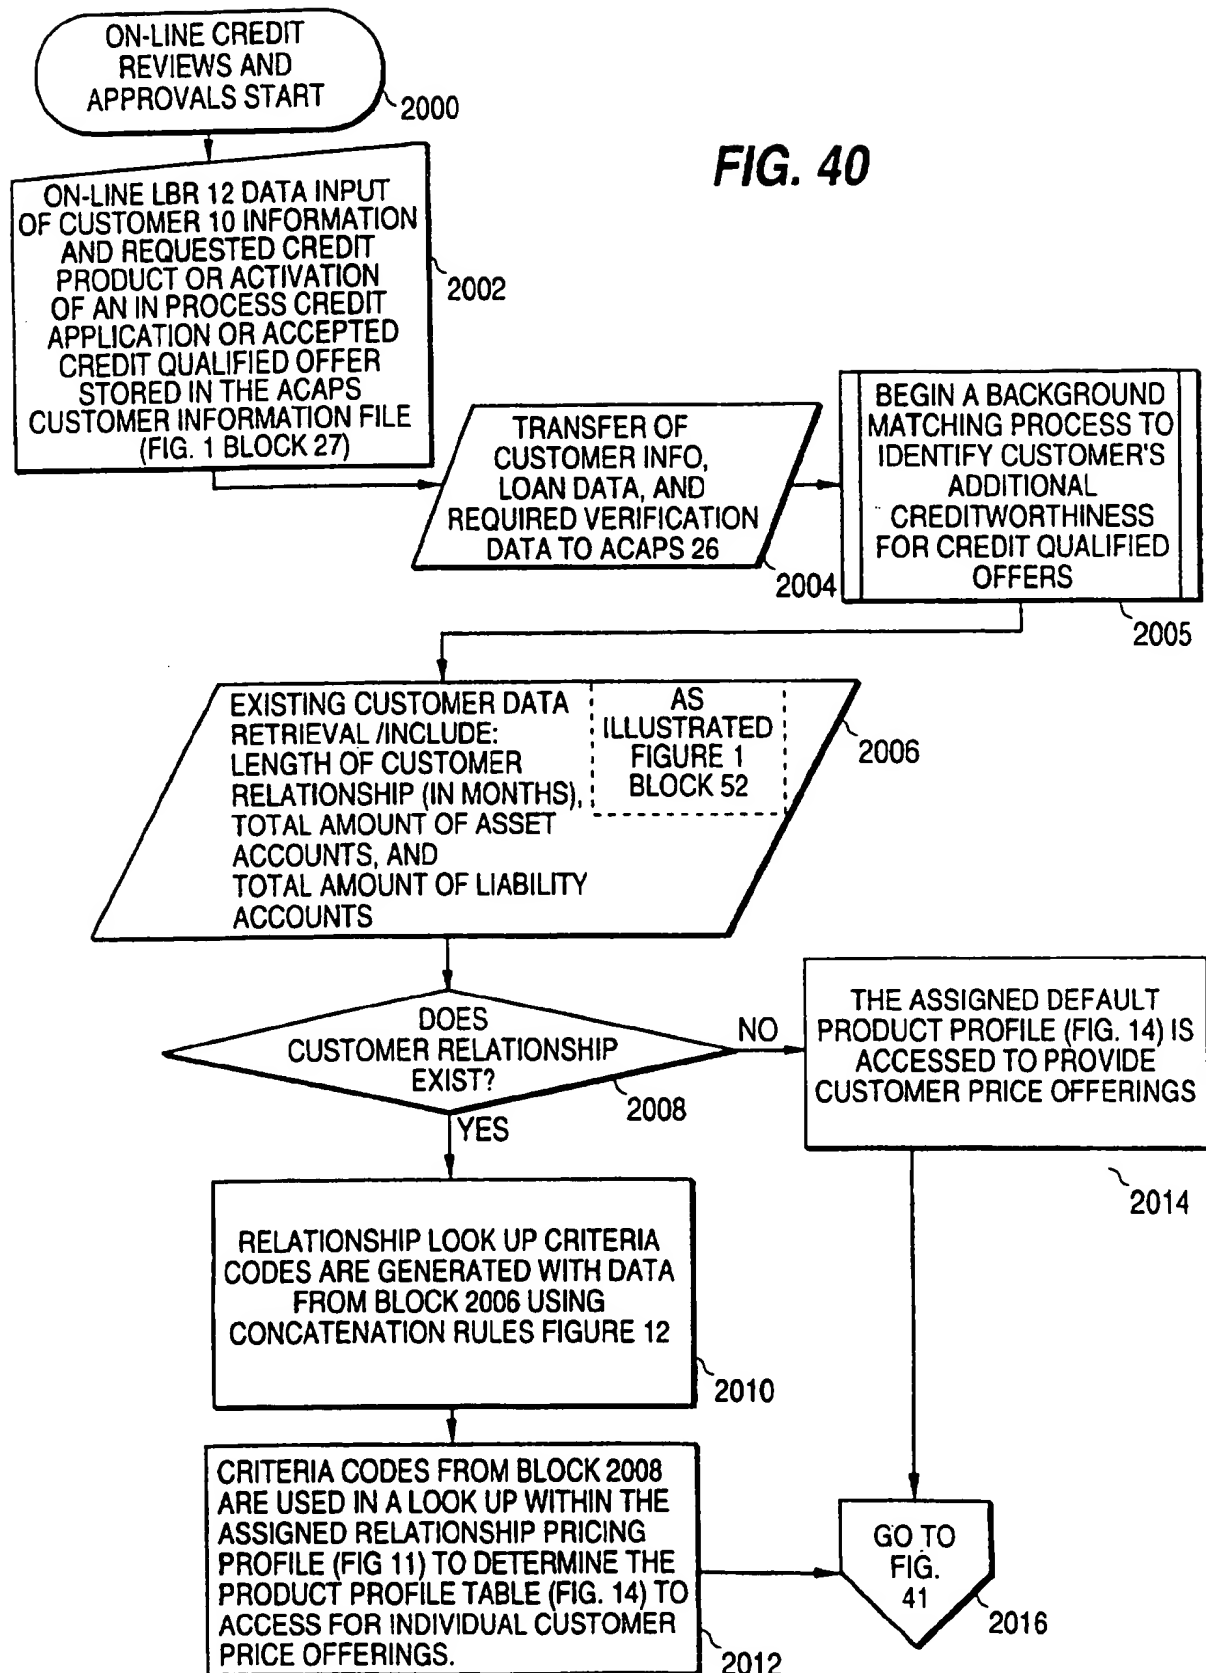 ON-LINE CREDIT
REVIEWS AND
APPROVALS START
2000
FIG. 40
ON-LINE LBR 12 DATA INPUT
OF CUSTOMER 10 INFORMATION
AND REQUESTED CREDIT
PRODUCT OR ACTIVATION
OF AN IN PROCESS CREDIT
APPLICATION OR ACCEPTED
CREDIT QUALIFIED OFFER
STORED IN THE ACAPS
CUSTOMER INFORMATION FILE
(FIG. 1 BLOCK 27)
2002
TRANSFER OF
CUSTOMER INFO,
LOAN DATA, AND
REQUIRED VERIFICATION
DATA TO ACAPS 26
2004
BEGIN A BACKGROUND
MATCHING PROCESS TO
IDENTIFY CUSTOMER'S
ADDITIONAL
CREDITWORTHINESS
FOR CREDIT QUALIFIED
OFFERS
2005
EXISTING CUSTOMER DATA
RETRIEVAL /INCLUDE:
LENGTH OF CUSTOMER
RELATIONSHIP (IN MONTHS),
TOTAL AMOUNT OF ASSET
ACCOUNTS, AND
TOTAL AMOUNT OF LIABILITY
ACCOUNTS
AS
ILLUSTRATED
FIGURE 1
BLOCK 52
2006
DOES
CUSTOMER RELATIONSHIP
EXIST?
2008
NO
YES
THE ASSIGNED DEFAULT
PRODUCT PROFILE (FIG. 14) IS
ACCESSED TO PROVIDE
CUSTOMER PRICE OFFERINGS
2014
RELATIONSHIP LOOK UP CRITERIA
CODES ARE GENERATED WITH DATA
FROM BLOCK 2006 USING
CONCATENATION RULES FIGURE 12
2010
CRITERIA CODES FROM BLOCK 2008
ARE USED IN A LOOK UP WITHIN THE
ASSIGNED RELATIONSHIP PRICING
PROFILE (FIG 11) TO DETERMINE THE
PRODUCT PROFILE TABLE (FIG. 14) TO
ACCESS FOR INDIVIDUAL CUSTOMER
PRICE OFFERINGS.
2012
GO TO
FIG.
41
2016